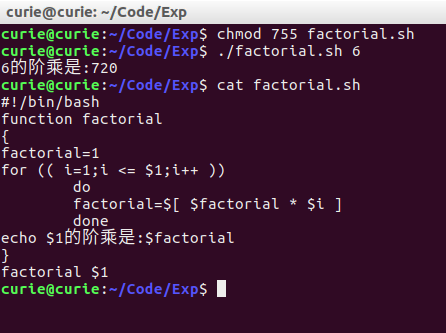 curie@curie: ~/Code/Exp
curie@curie:~/Code/Exp$ chmod 755 factorial.sh
curie@curie:~/Code/Exp$ ./factorial.sh 6
6的阶乘是:720
curie@curie:~/Code/Exp$ cat factorial.sh
#!/bin/bash
function factorial
{
factorial=1
for (( i=1;i <= $1;i++ ))
        do
        factorial=$[ $factorial * $i ]
        done
echo $1的阶乘是:$factorial
}
factorial $1
curie@curie:~/Code/Exp$